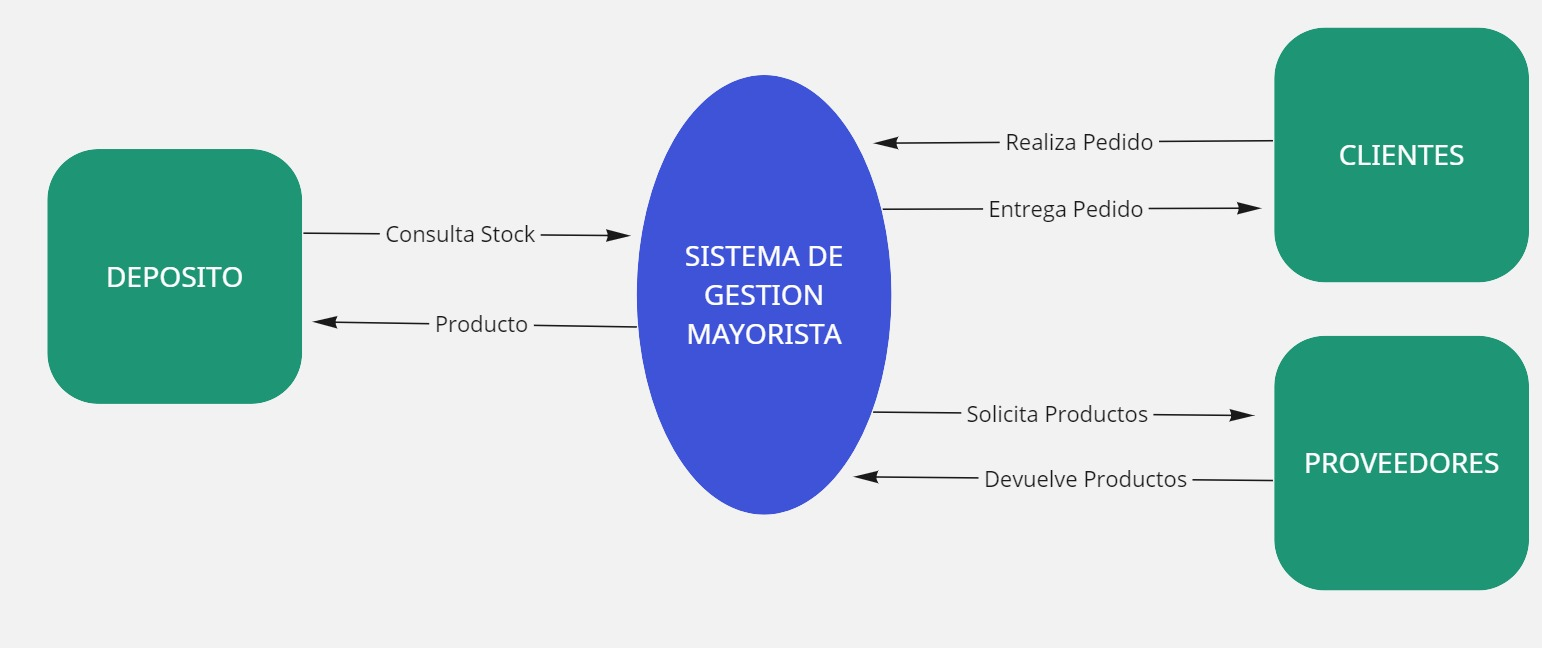 DEPOSITO
Consulta Stock
Producto
SISTEMA DE
GESTION
MAYORISTA
Realiza Pedido
Entrega Pedido
CLIENTES
Solicita Productos
Devuelve Productos
PROVEEDORES